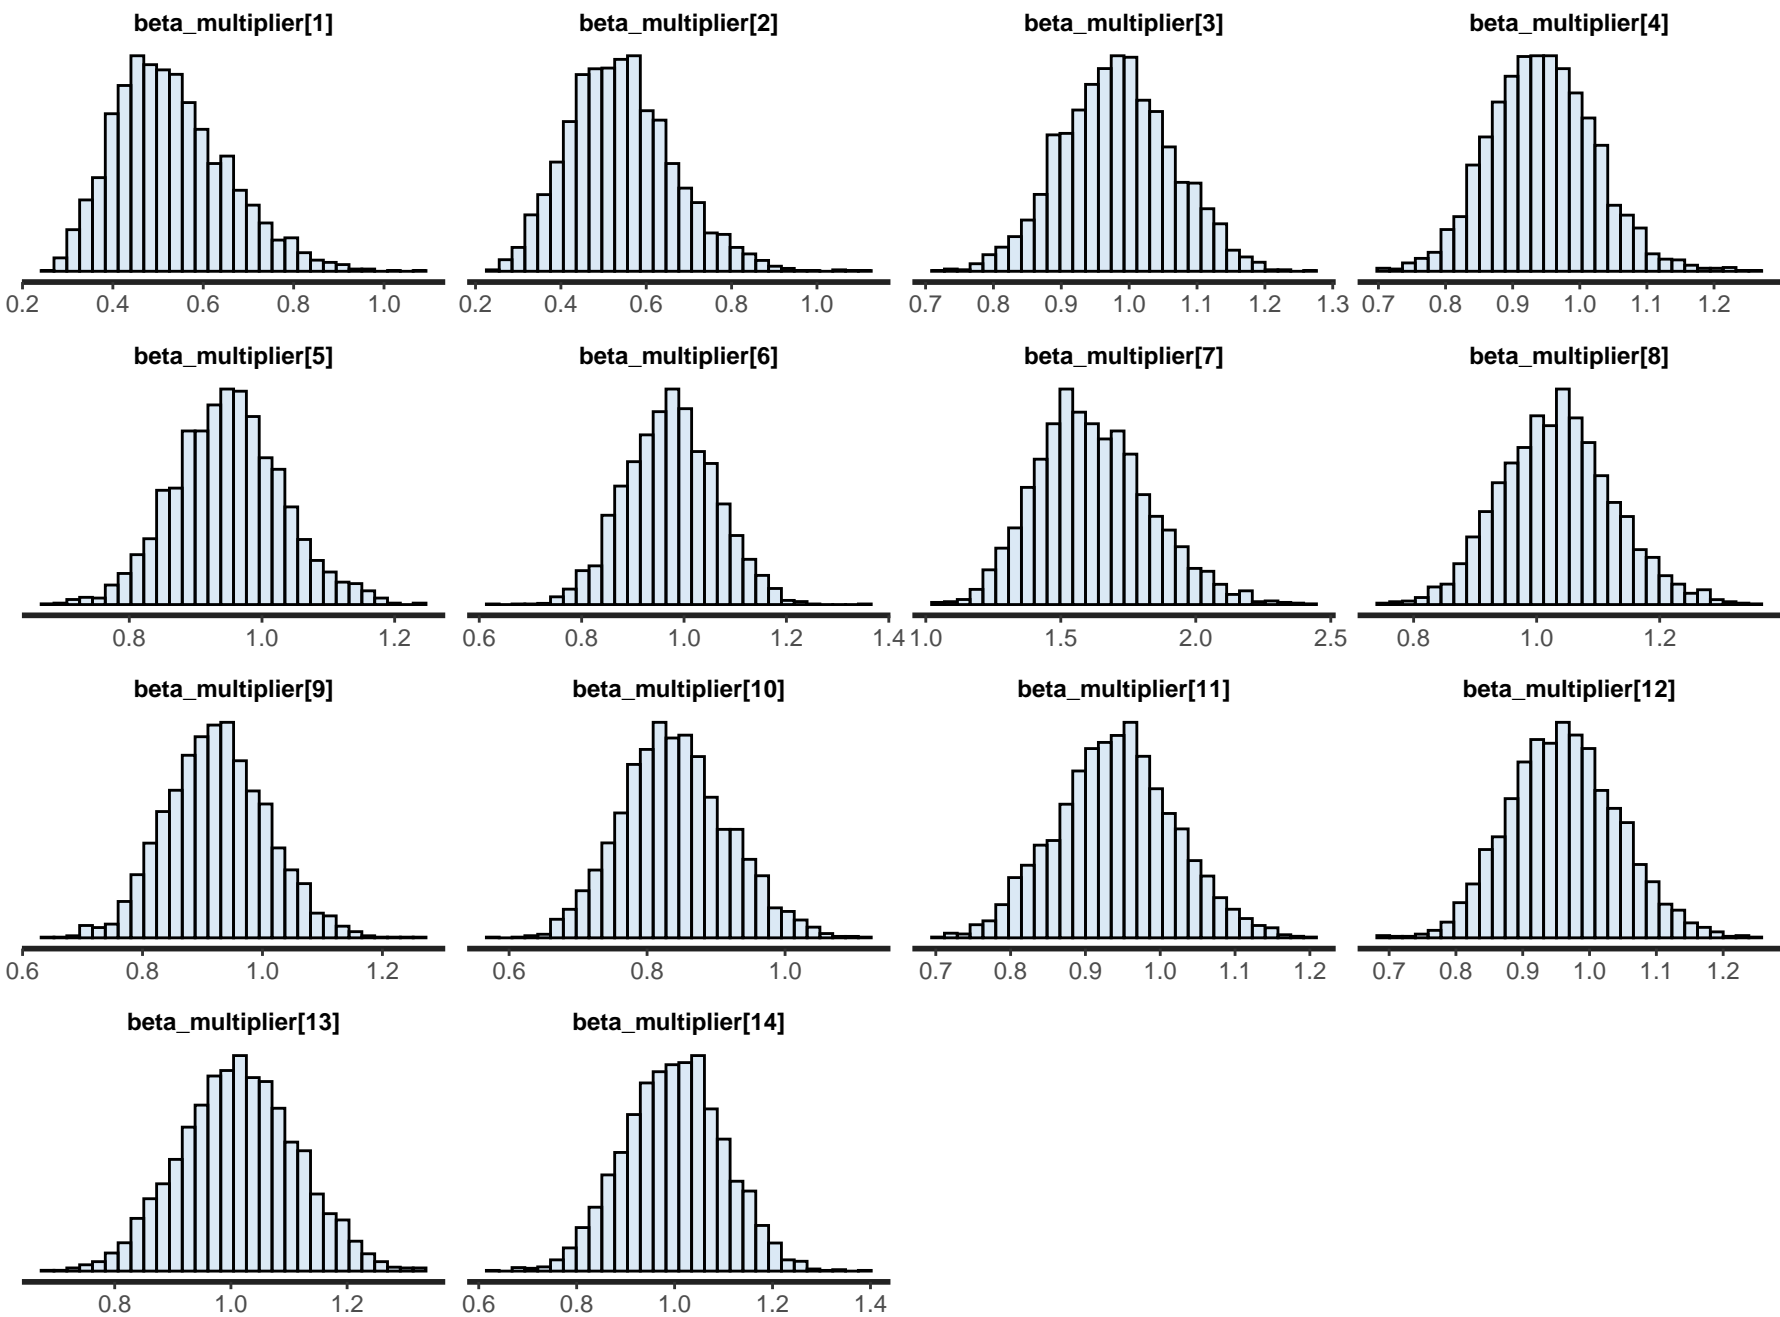 beta_multiplier[1] beta_multiplier[2] beta_multiplier[3] beta_multiplier[4]
0.2 0.4 0.6 0.8 1.0 0.2 0.4 0.6 0.8 1.0 0.7 0.8 0.9 1.0 1.1 1.2 1.3 0.7 0.8 0.9 1.0 1.1 1.2
beta_multiplier[5] beta_multiplier[6] beta_multiplier[7] beta_multiplier[8]
0.8 1.0 1.2 0.6 0.8 1.0 1.2 1.4 1.0 1.5 2.0 2.5 0.8 1.0 1.2
beta_multiplier[9] beta_multiplier[10] beta_multiplier[11] beta_multiplier[12]
0.6 0.8 1.0 1.2 0.6 0.8 1.0 0.7 0.8 0.9 1.0 1.1 1.2 0.7 0.8 0.9 1.0 1.1 1.2
beta_multiplier[13] beta_multiplier[14]
0.8 1.0 1.2 0.6 0.8 1.0 1.2 1.4